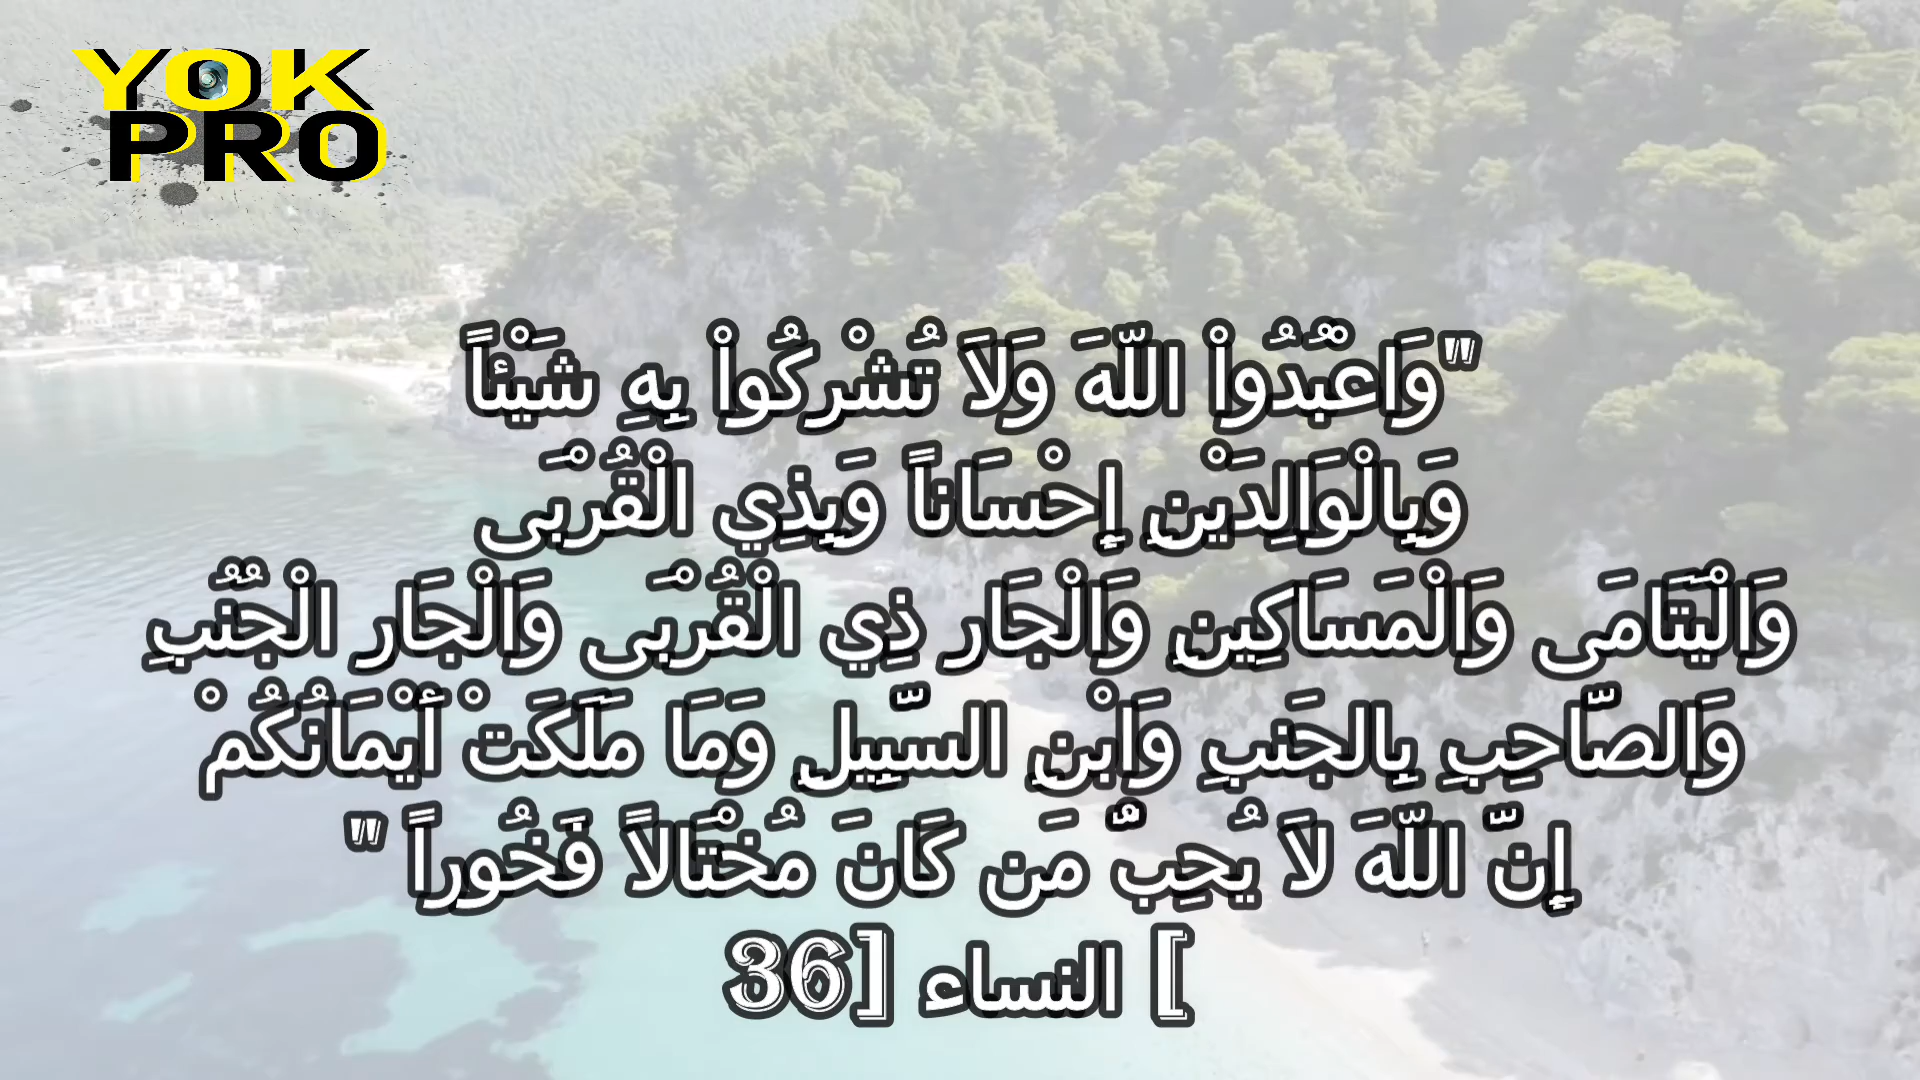 YOK
PRO
"وَاعْبُدُواْ اللّهَ وَلاَ تُشْرِكُواْ بِهِ شَيْئاً
وَبِالْوَالِدَيْنِ إِحْسَاناً وَبِذِي الْقُرْبَى
وَالْيَتَامَى وَالْمَسَاكِينِ وَالْجَارِ ذِي الْقُرْبَى وَالْجَارِ الْجُنُبِ
وَالصَّاحِبِ بِالجَنبِ وَابْنِ السَّبِيلِ وَمَا مَلَكَتْ أَيْمَانُكُمْ
إِنَّ اللّهَ لاَ يُحِبُّ مَن كَانَ مُخْتَالاً فَخُوراً "
[ النساء ]36